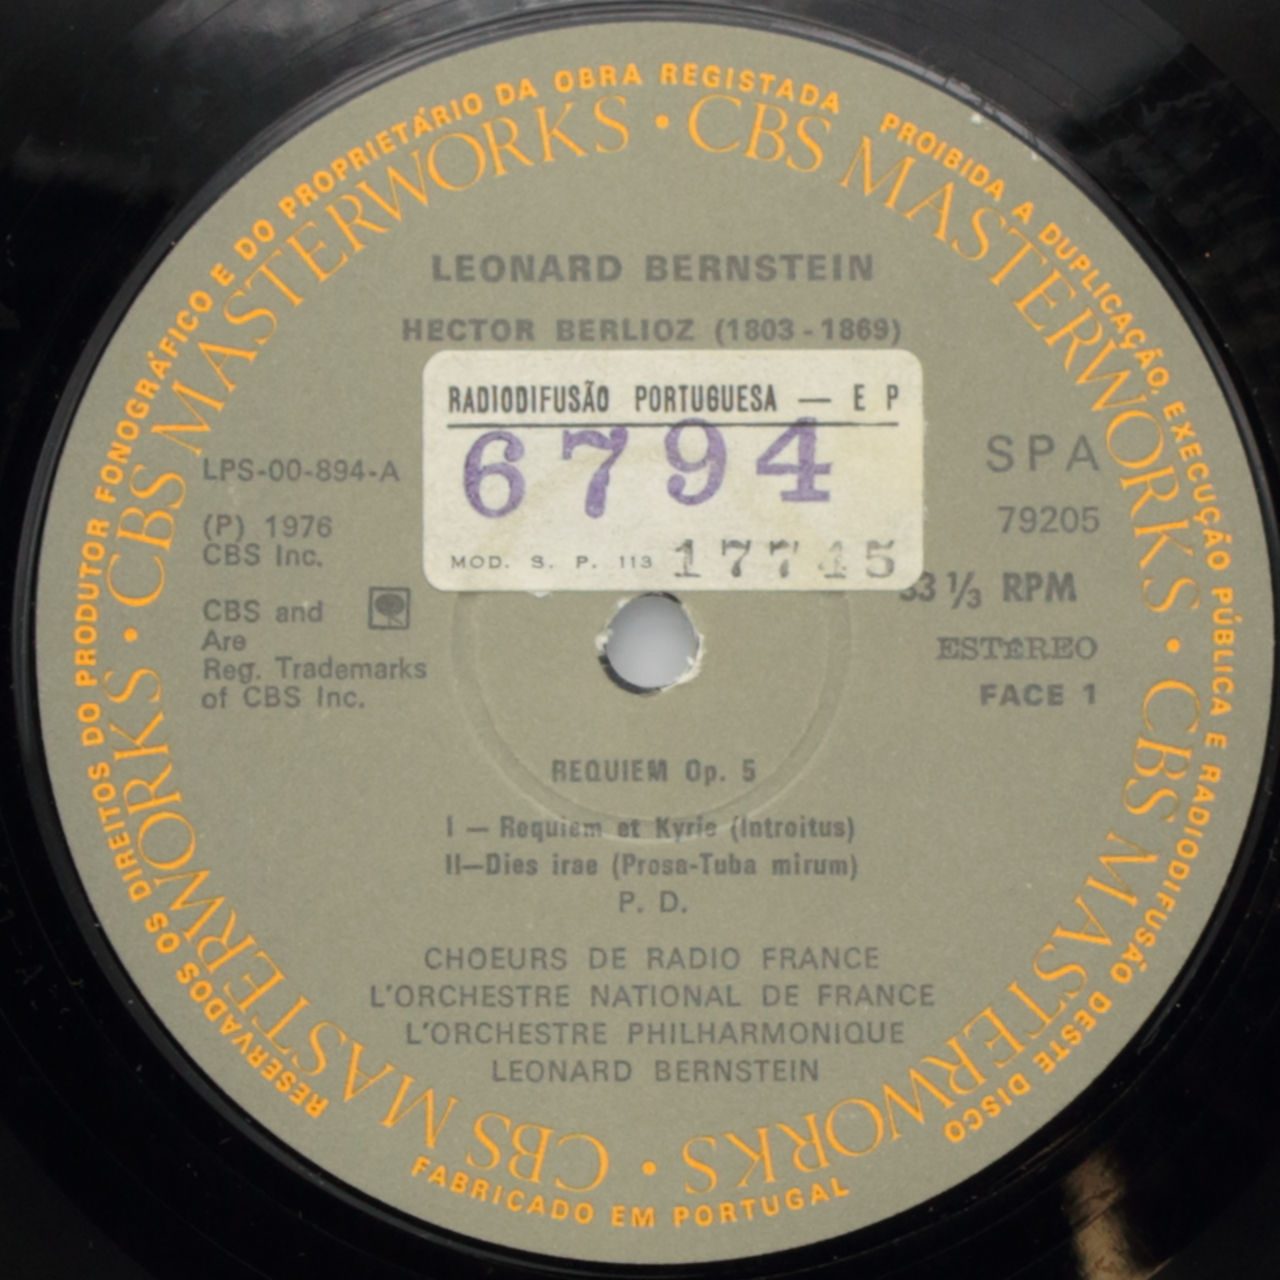 RESERVADOS OS DIREITOS DO PRODUTOR FONOGRÁFICO E DO PROPRIETÁRIO DA OBRA REGISTADA
PROIBIDA A DUPLICAÇÃO, EXECUÇÃO PÚBLICA E RADIODIFUSÃO DESTE DISCO
CBS MASTERWORKS • CBS MASTERWORKS • CBS MASTERWORKS • CBS MASTERWORKS •
LEONARD BERNSTEIN
HECTOR BERLIOZ (1803-1869)
RADIODIFUSÃO PORTUGUESA — E P
6794
MOD. S. P. 113 17715
LPS-00-894-A
(P) 1976
CBS Inc.
CBS and
Are
Reg. Trademarks
of CBS Inc.
SPA
79205
33 1/3 RPM
ESTÉREO
FACE 1
REQUIEM Op. 5
I — Requiem et Kyrie (Introitus)
II—Dies irae (Prosa-Tuba mirum)
P. D.
CHOEURS DE RADIO FRANCE
L'ORCHESTRE NATIONAL DE FRANCE
L'ORCHESTRE PHILHARMONIQUE
LEONARD BERNSTEIN
FABRICADO EM PORTUGAL